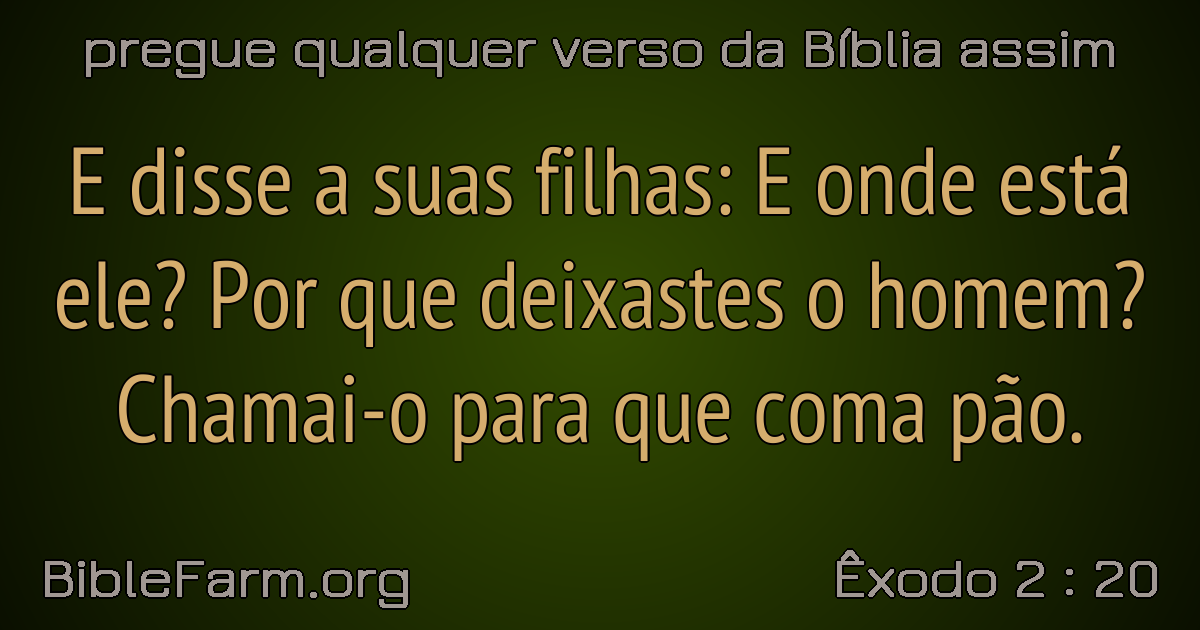 pregue qualquer verso da Bíblia assim
E disse a suas filhas: E onde está
ele? Por que deixastes o homem?
Chamai-o para que coma pão.
BibleFarm.org
Êxodo 2 : 20